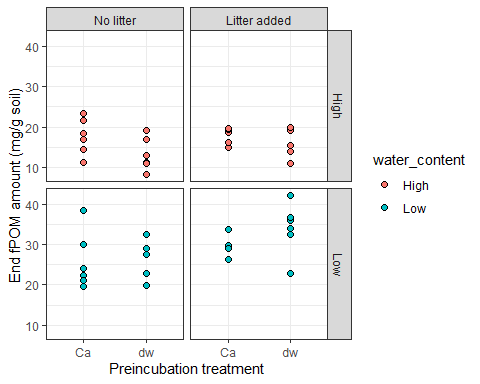 No litter
Litter added
40
30
20
10
High
40
30
20
10
Low
Ca
dw
Ca
dw
End fPOM amount (mg/g soil)
Preincubation treatment
water_content
High
Low